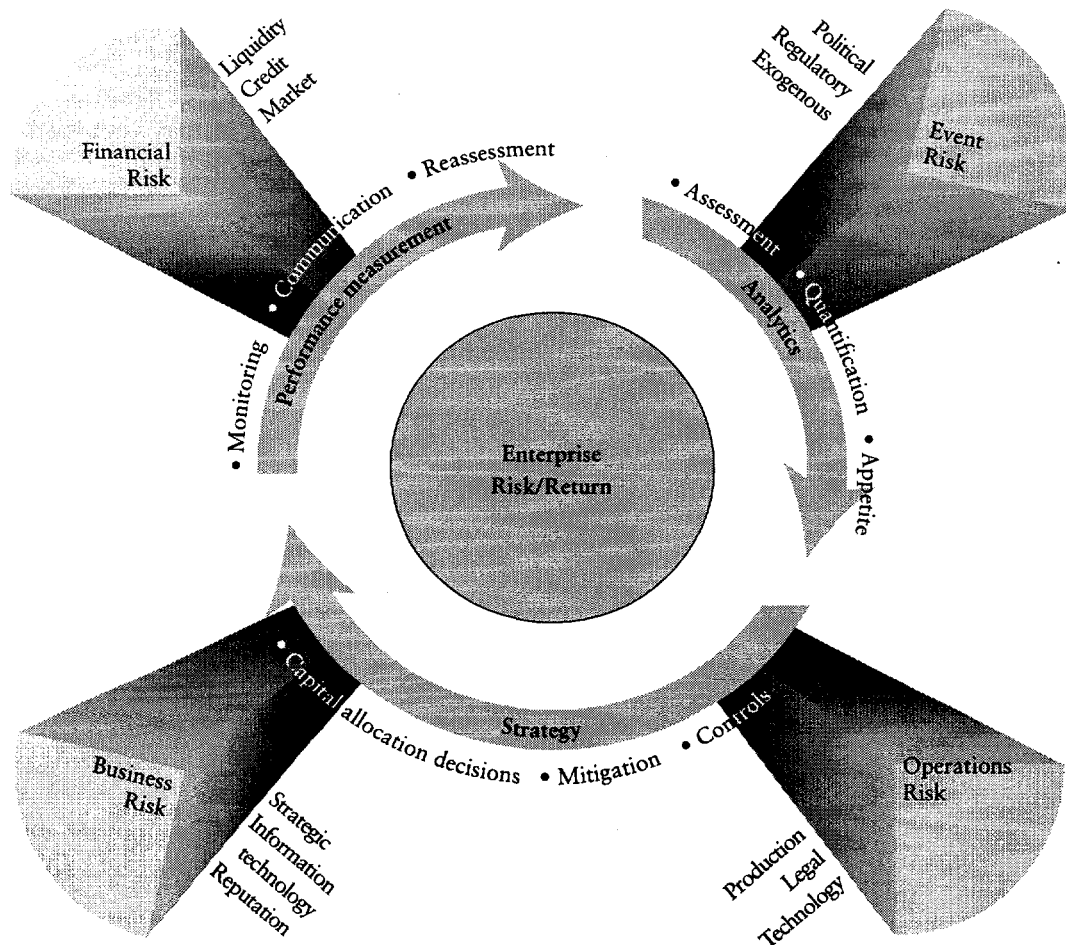 Liquidity
Credit
Market
Financial
Risk
Political
Regulatory
Exogenous
Event
Risk
• Monitoring
• Communication
• Reassessment
Performance measurement
• Assessment
• Quantification
• Appetite
Analytics
Enterprise
Risk/Return
Strategy
• Capital allocation decisions
• Mitigation
• Controls
Business
Risk
Strategic
Information
technology
Reputation
Operations
Risk
Production
Legal
Technology